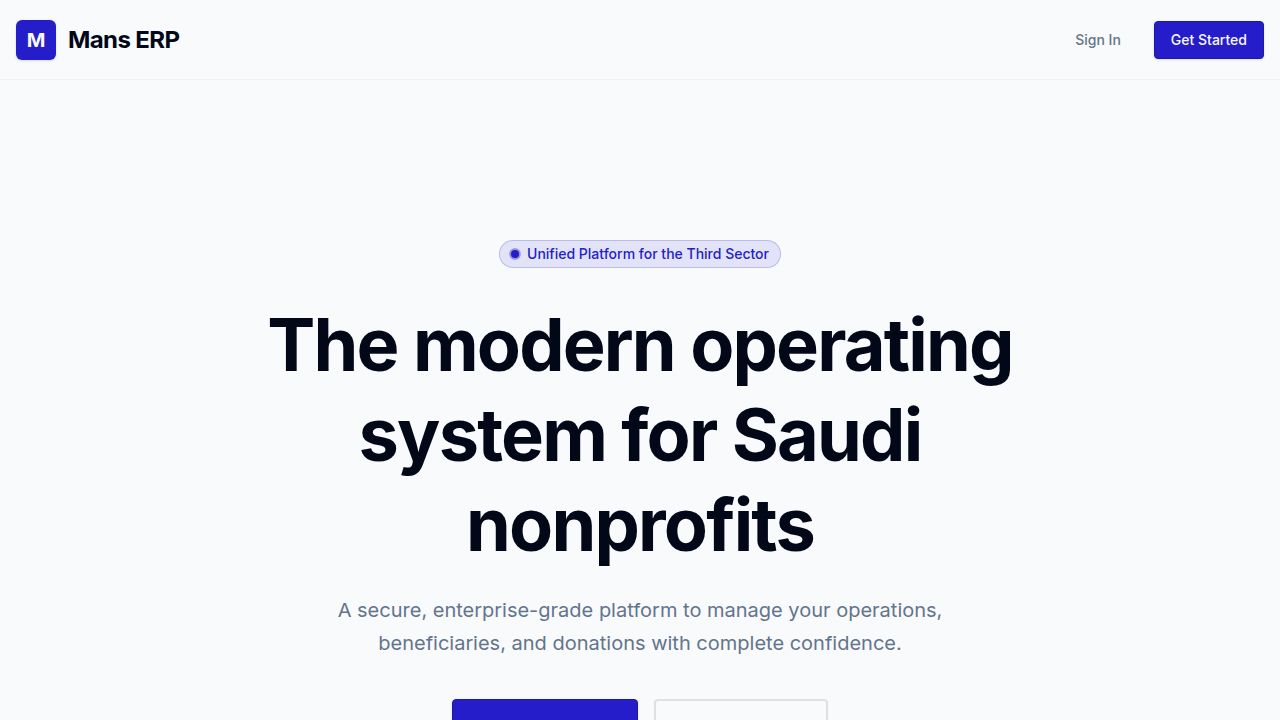 M
Mans ERP
Sign In
Get Started
Unified Platform for the Third Sector
The modern operating
system for Saudi
nonprofits
A secure, enterprise-grade platform to manage your operations,
beneficiaries, and donations with complete confidence.